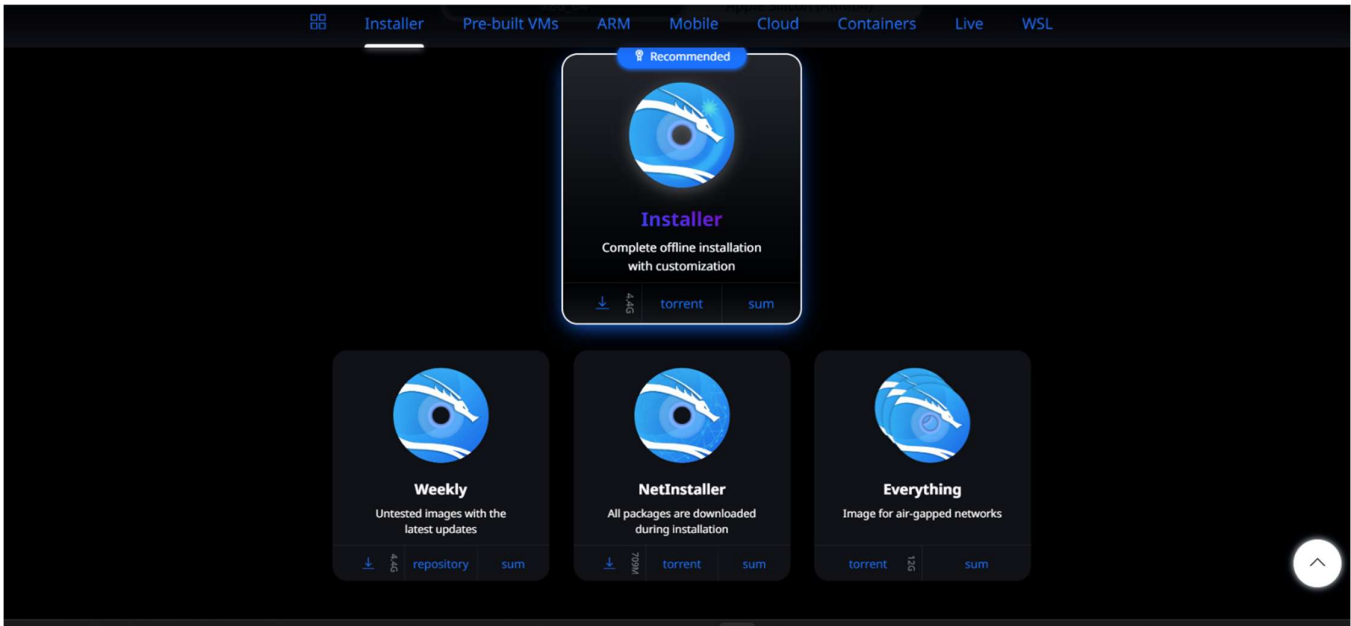 Installer Pre-built VMs ARM Mobile Cloud Containers Live WSL
Recommended
Installer
Complete offline installation
with customization
4.4G torrent sum
Weekly
Untested images with the
latest updates
4.4G repository sum
NetInstaller
All packages are downloaded
during installation
709M torrent sum
Everything
Image for air-gapped networks
torrent 12G sum